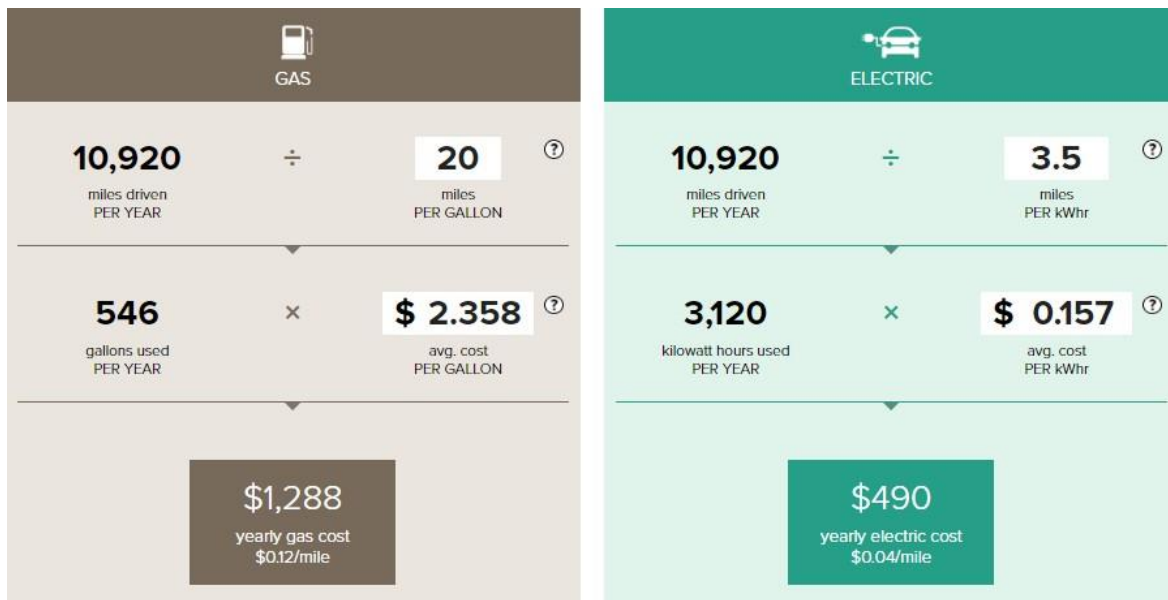 GAS
10,920 ÷ 20 ?
miles driven miles
PER YEAR PER GALLON
546 × $ 2.358 ?
gallons used avg. cost
PER YEAR PER GALLON
$1,288
yearly gas cost
$0.12/mile
ELECTRIC
10,920 ÷ 3.5 ?
miles driven miles
PER YEAR PER kWhr
3,120 × $ 0.157 ?
kilowatt hours used avg. cost
PER YEAR PER kWhr
$490
yearly electric cost
$0.04/mile